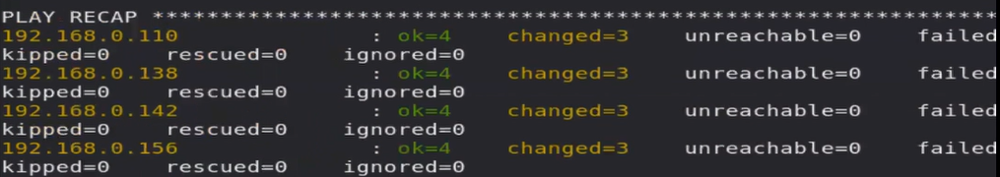 PLAY RECAP ***************************************************************
192.168.0.110 : ok=4 changed=3 unreachable=0 failed
kipped=0 rescued=0 ignored=0
192.168.0.138 : ok=4 changed=3 unreachable=0 failed
kipped=0 rescued=0 ignored=0
192.168.0.142 : ok=4 changed=3 unreachable=0 failed
kipped=0 rescued=0 ignored=0
192.168.0.156 : ok=4 changed=3 unreachable=0 failed
kipped=0 rescued=0 ignored=0